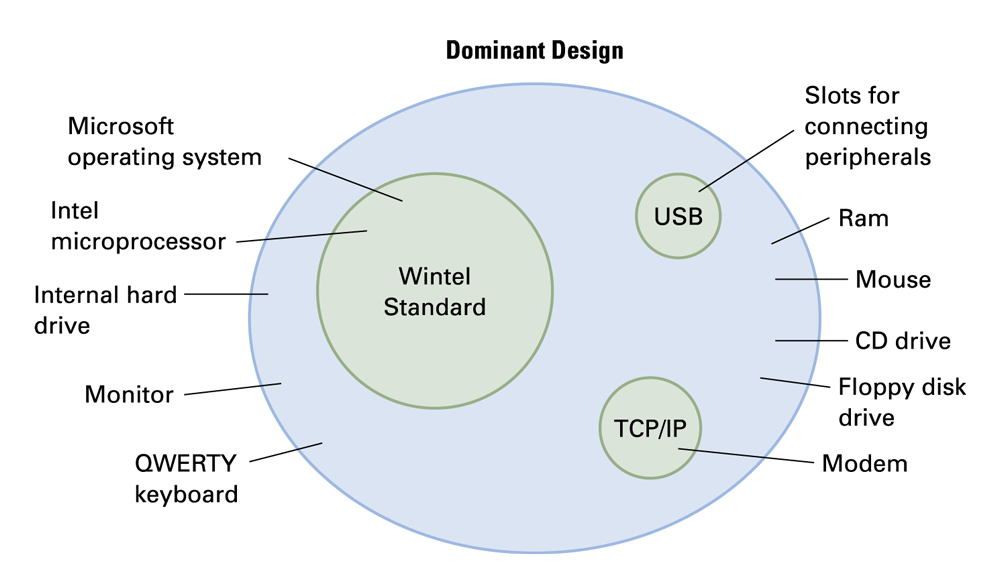 Dominant Design
Microsoft
operating system
Intel
microprocessor
Internal hard
drive
Monitor
QWERTY
keyboard
Wintel
Standard
USB
TCP/IP
Slots for
connecting
peripherals
Ram
Mouse
CD drive
Floppy disk
drive
Modem